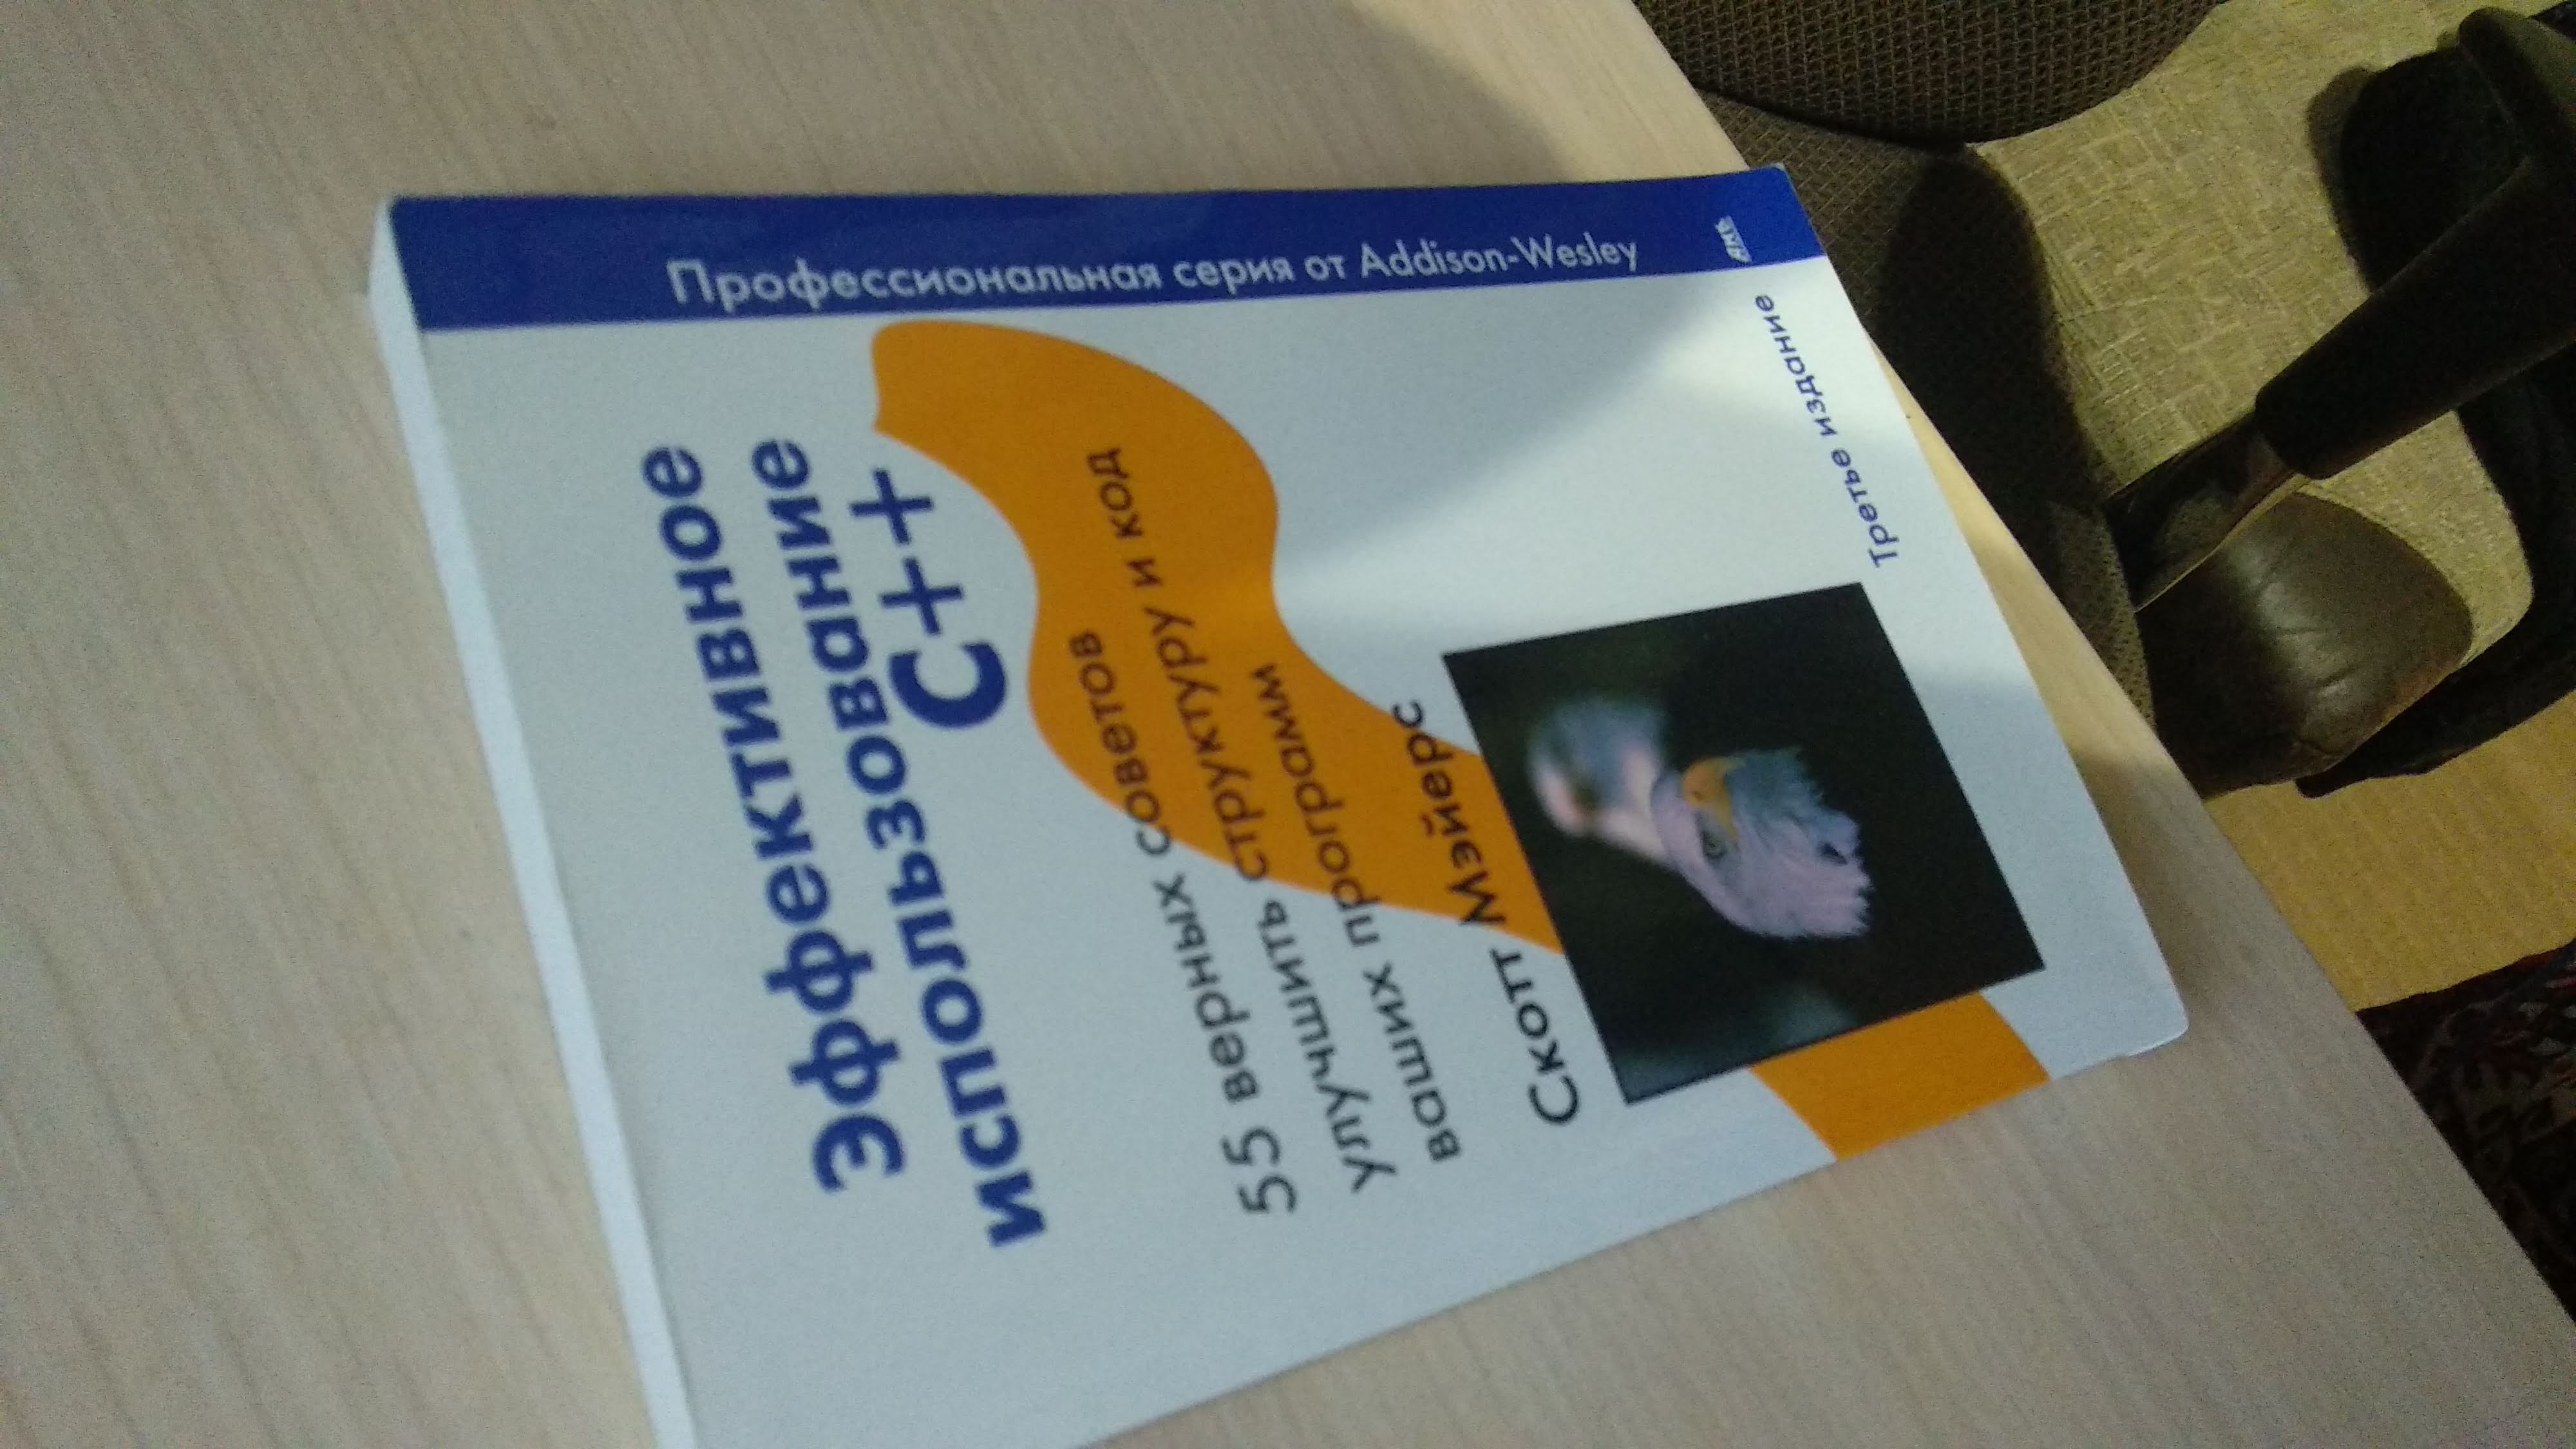 Эффективное
использование
C++
55 верных советов
улучшить структуру и код
ваших программ
Скотт Мэйерс
Третье издание
Профессиональная серия от Addison-Wesley